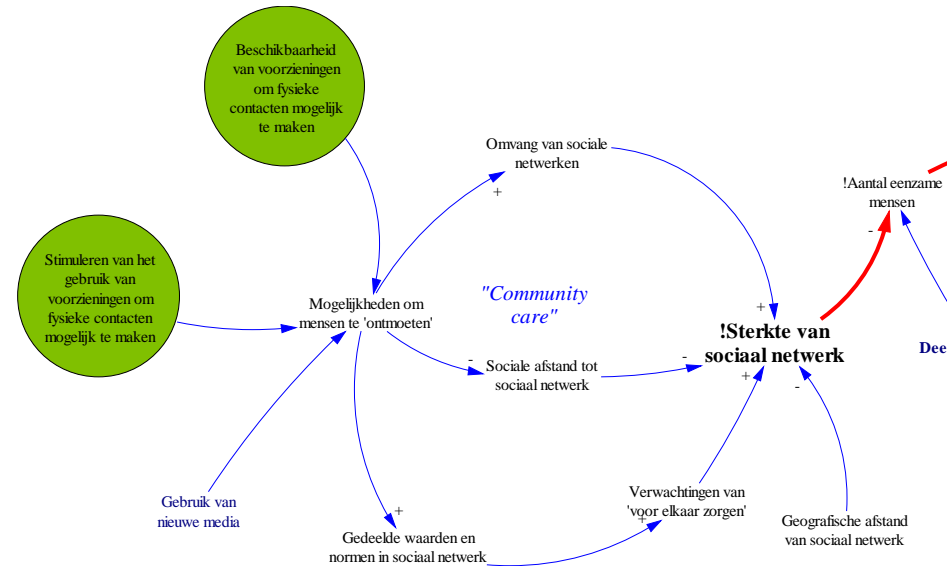 Beschikbaarheid
van voorzieningen
om fysieke
contacten mogelijk
te maken
Omvang van sociale
netwerken
+
!Aantal eenzame
mensen
-
Stimuleren van het
gebruik van
voorzieningen om
fysieke contacten
mogelijk te maken
Mogelijkheden om
mensen te 'ontmoeten'
"Community
care"
+
!Sterkte van
sociaal netwerk
Dee
-
Sociale afstand tot
sociaal netwerk
-
+
-
Gebruik van
nieuwe media
+
Gedeelde waarden en
normen in sociaal netwerk
Verwachtingen van
'voor elkaar zorgen'
+
Geografische afstand
van sociaal netwerk